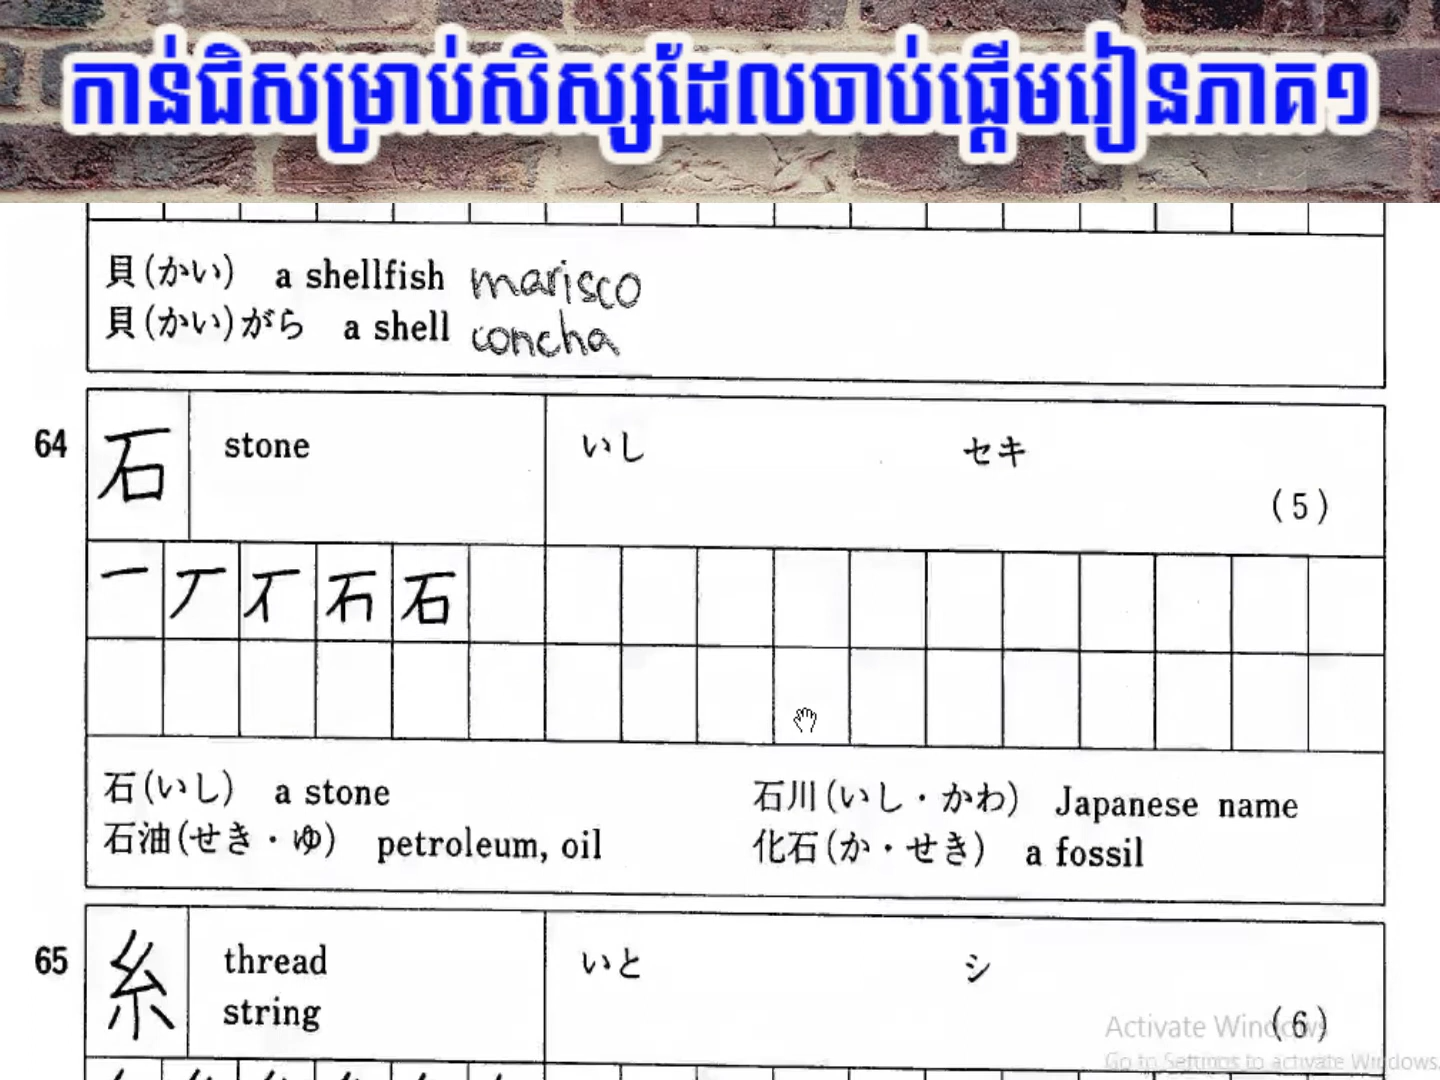 កាន់ជិសម្រាប់សិស្សដែលចាប់ផ្ដើមរៀនភាគ១
貝(かい) a shellfish marisco
貝(かい)がら a shell concha
64 石 stone いし セキ
(5)
一 丆 丆 石 石
石(いし) a stone 石川(いし・かわ) Japanese name
石油(せき・ゆ) petroleum, oil 化石(か・せき) a fossil
65 糸 thread いと シ
string (6)
Activate Windows
Go to Settings to activate Windows.